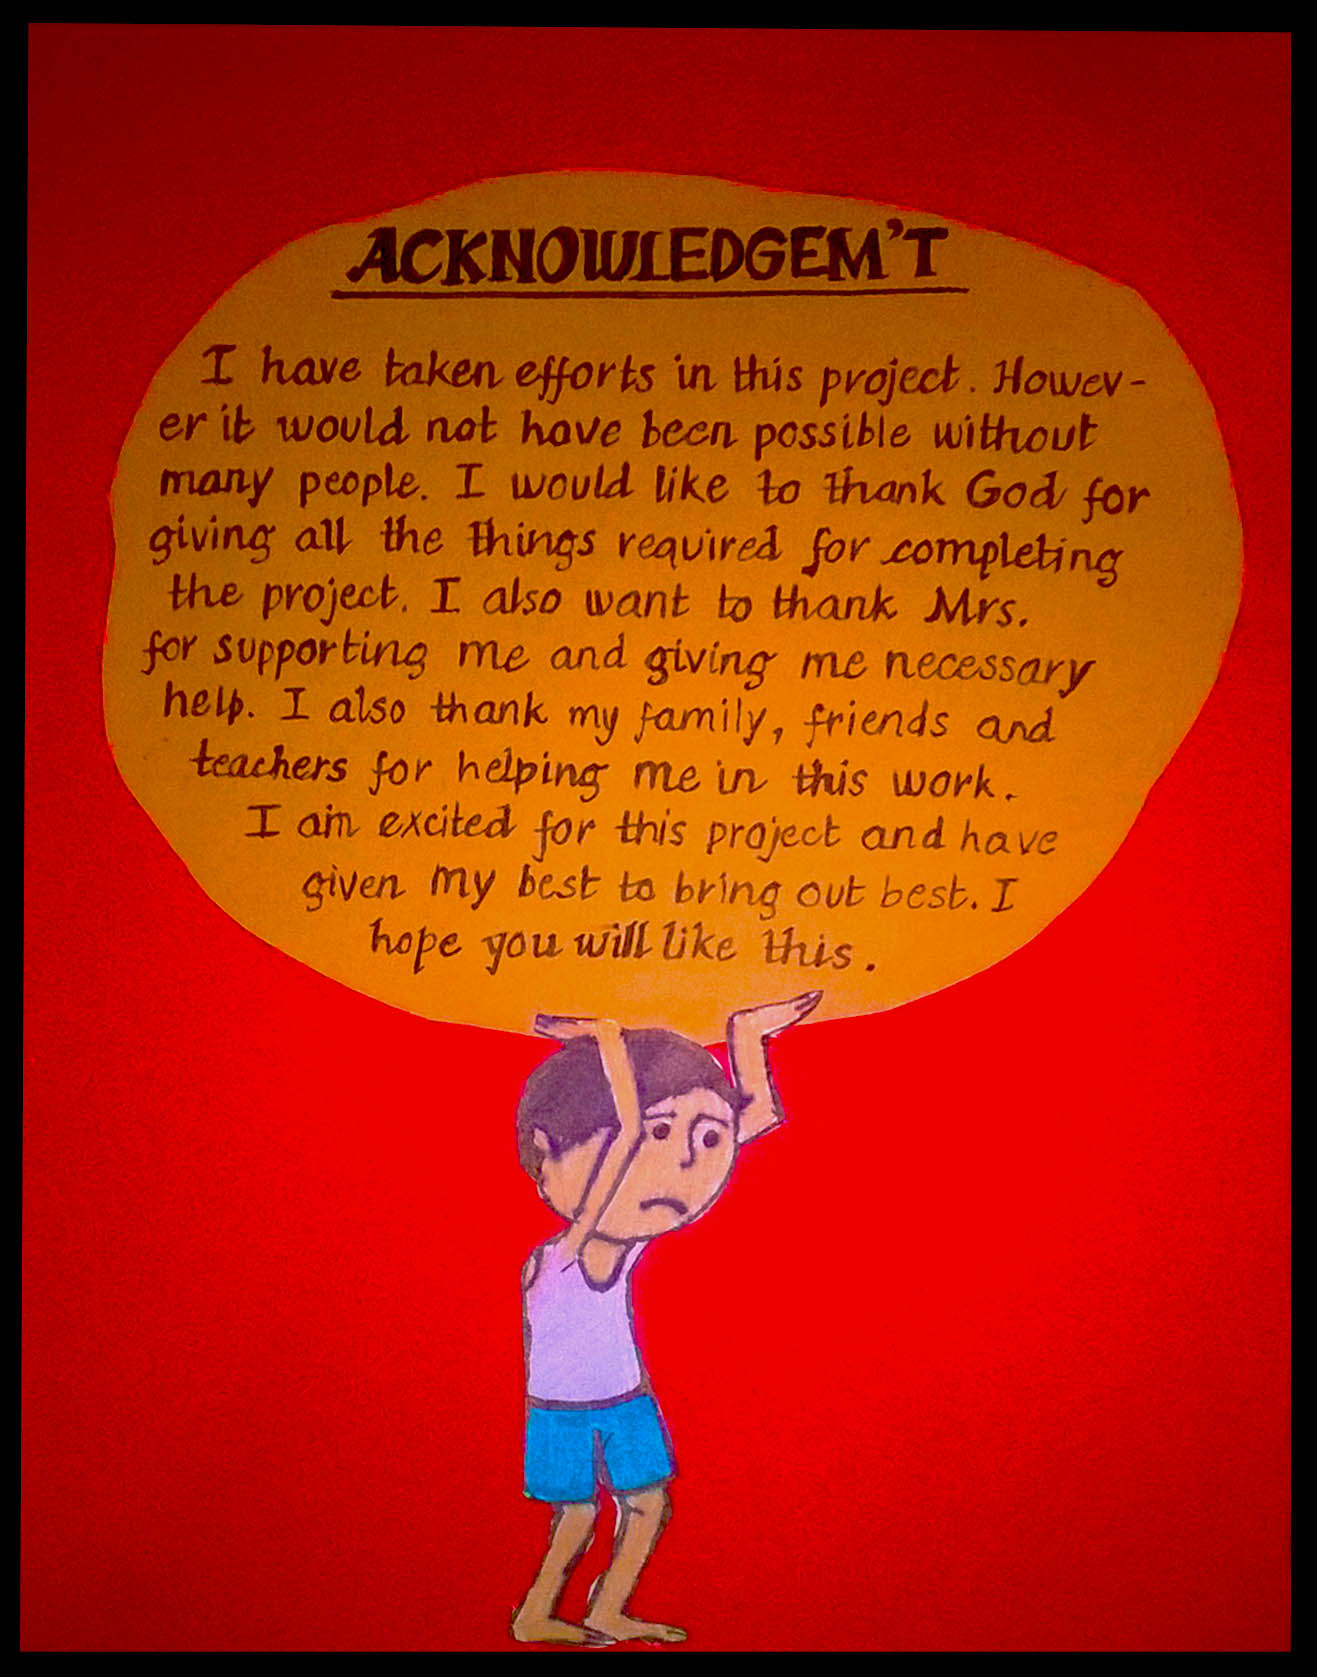 ACKNOWLEDGEM'T
I have taken efforts in this project. Howev-
er it would not have been possible without
many people. I would like to thank God for
giving all the things required for completing
the project. I also want to thank Mrs.
for supporting me and giving me necessary
help. I also thank my family, friends and
teachers for helping me in this work.
I am excited for this project and have
given my best to bring out best. I
hope you will like this.